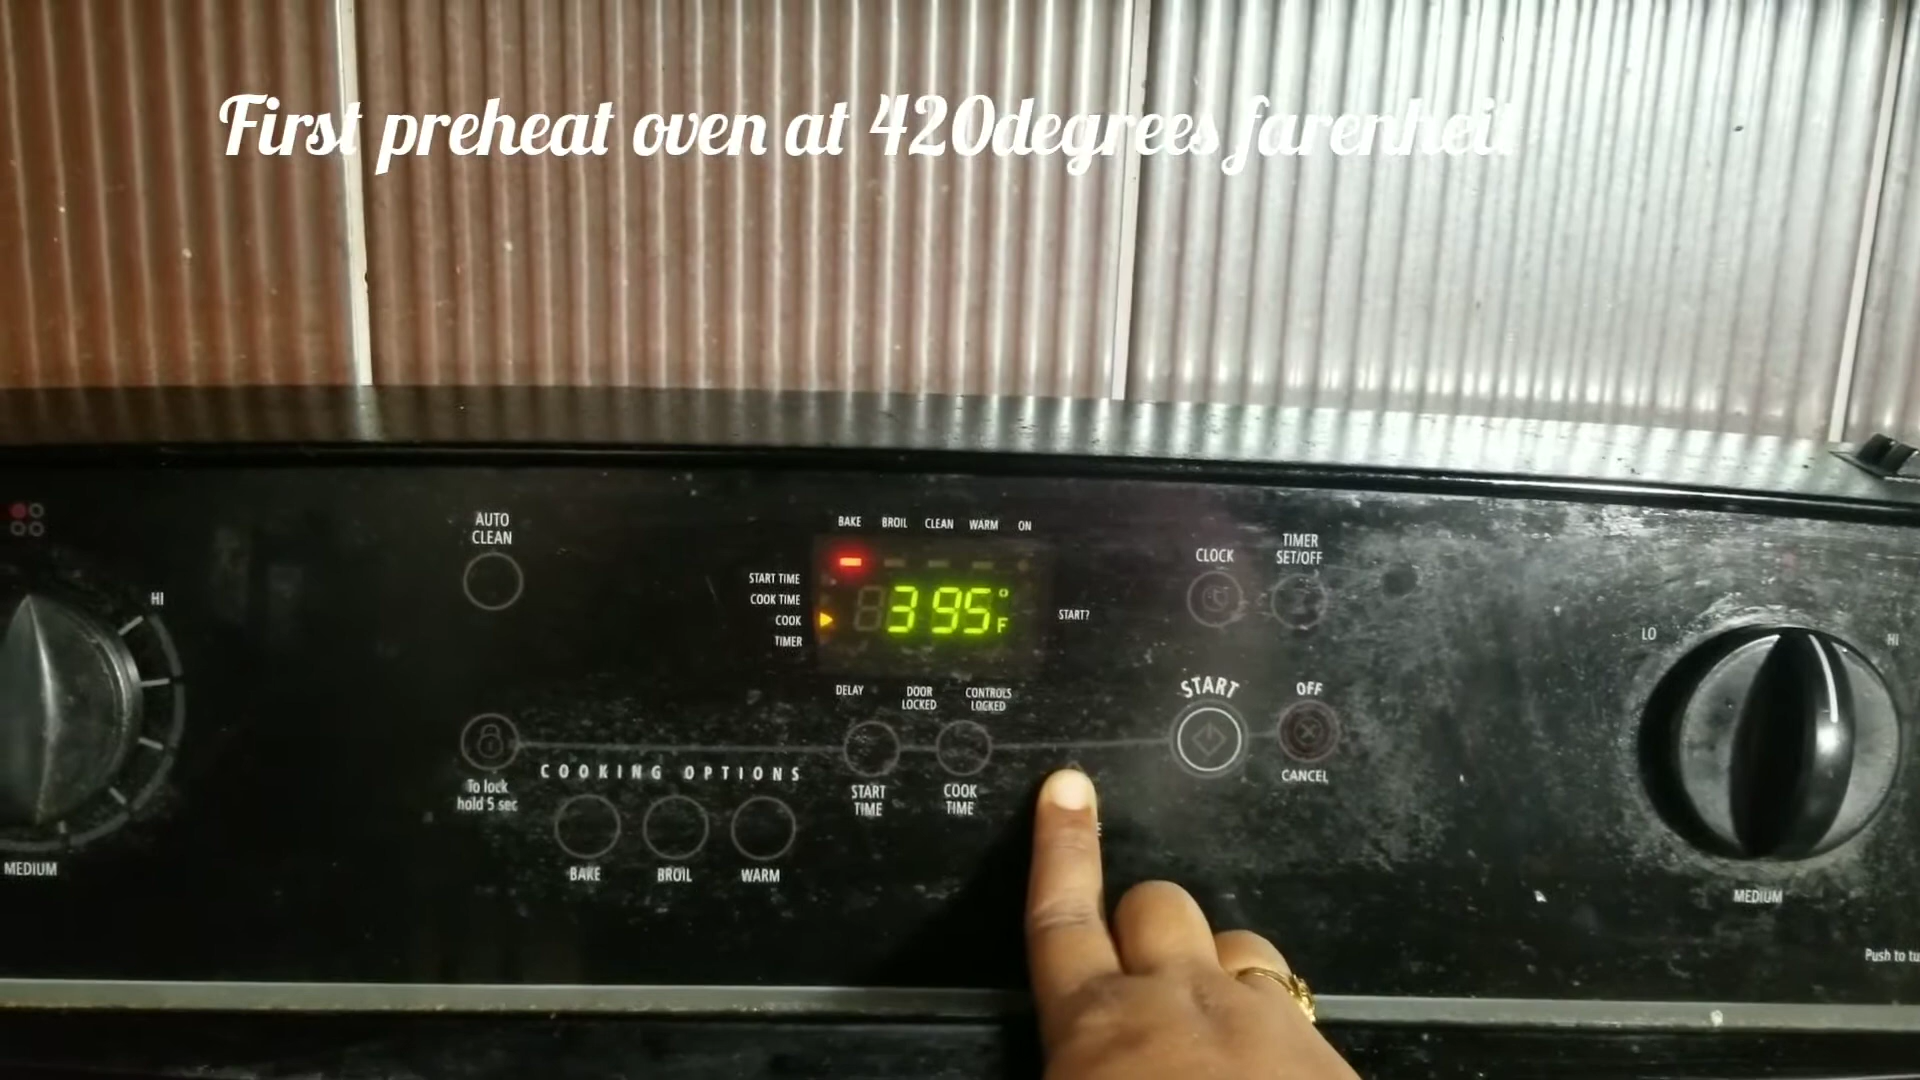 First preheat oven at 420degrees farenheit
AUTO
CLEAN
BAKE BROIL CLEAN WARM ON
START TIME
COOK TIME
COOK
TIMER
395°F
START?
CLOCK
TIMER
SET/OFF
HI
LO
HI
DELAY
DOOR
LOCKED
CONTROLS
LOCKED
START
OFF
CANCEL
To lock
hold 5 sec
COOKING OPTIONS
START
TIME
COOK
TIME
BAKE BROIL WARM
MEDIUM
MEDIUM
Push to